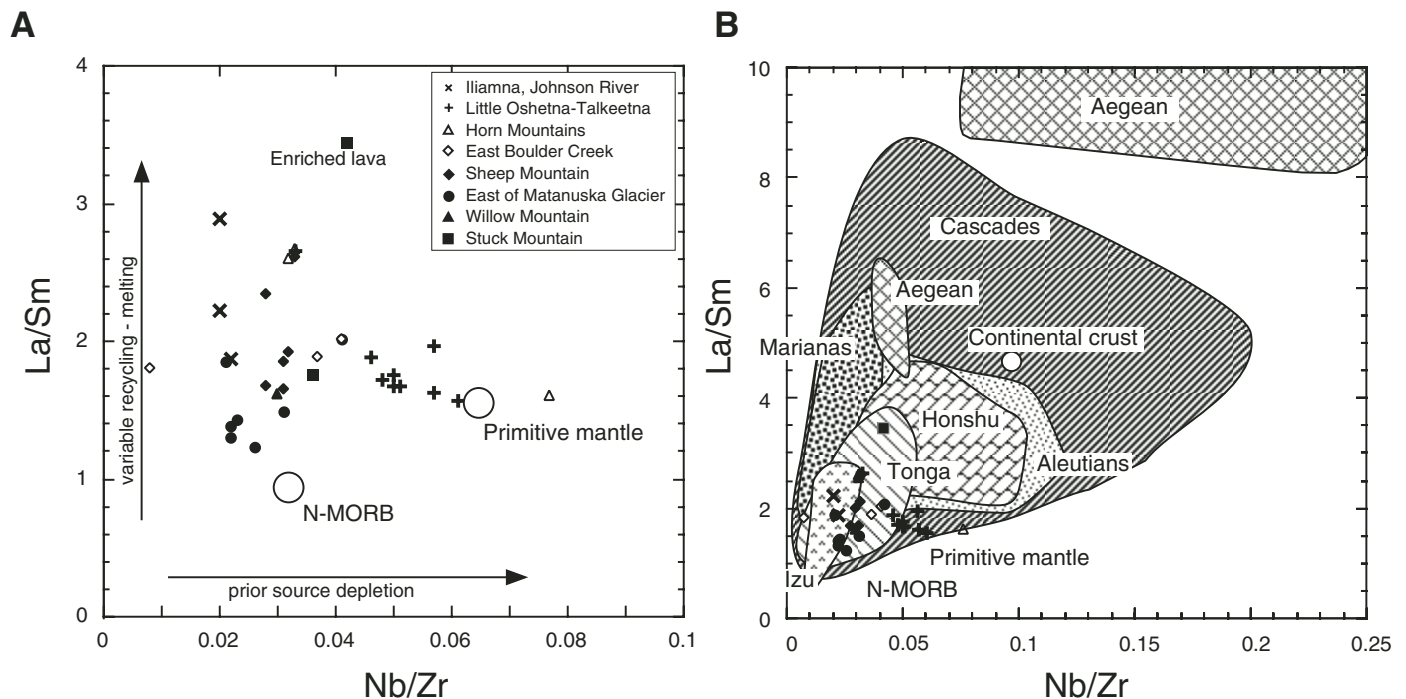 A
4
3
2
1
0
0
0.02
0.04
0.06
0.08
0.1
La/Sm
Nb/Zr
Iliamna, Johnson River
Little Oshetna-Talkeetna
Horn Mountains
East Boulder Creek
Sheep Mountain
East of Matanuska Glacier
Willow Mountain
Stuck Mountain
Enriched lava
variable recycling - melting
Primitive mantle
N-MORB
prior source depletion
B
10
8
6
4
2
0
0
0.05
0.1
0.15
0.2
0.25
La/Sm
Nb/Zr
Aegean
Cascades
Aegean
Continental crust
Marianas
Honshu
Aleutians
Tonga
Primitive mantle
Izu
N-MORB